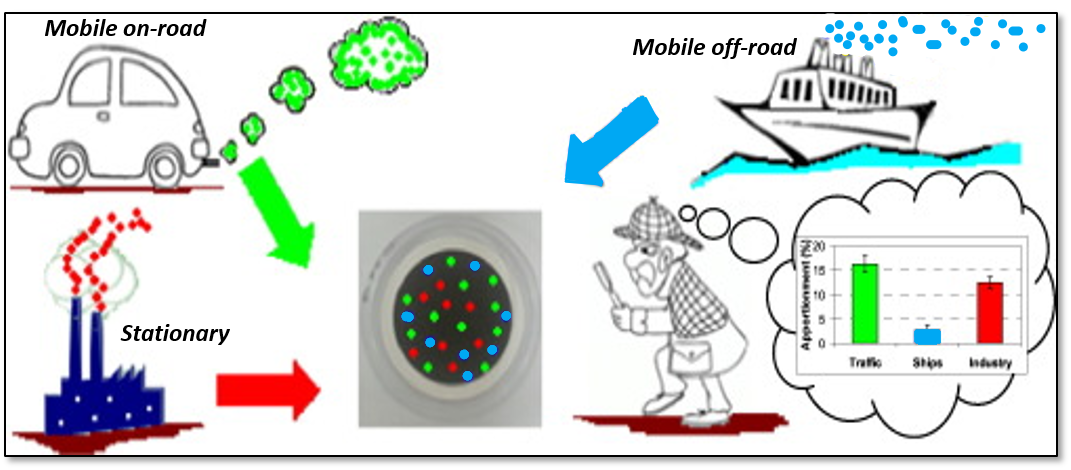 Mobile on-road
Mobile off-road
Stationary
Apportionment (%)
20
15
10
5
0
Traffic
Ships
Industry